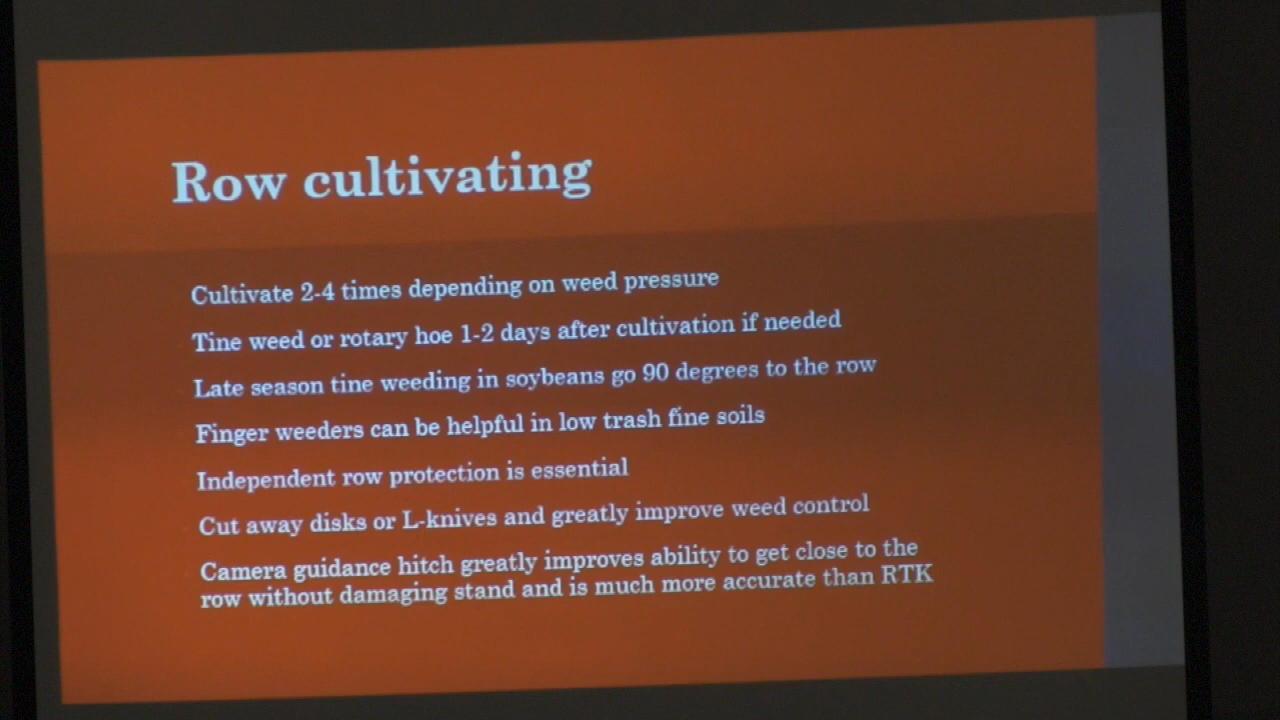 Row cultivating
Cultivate 2-4 times depending on weed pressure
Tine weed or rotary hoe 1-2 days after cultivation if needed
Late season tine weeding in soybeans go 90 degrees to the row
Finger weeders can be helpful in low trash fine soils
Independent row protection is essential
Cut away disks or L-knives and greatly improve weed control
Camera guidance hitch greatly improves ability to get close to the
row without damaging stand and is much more accurate than RTK